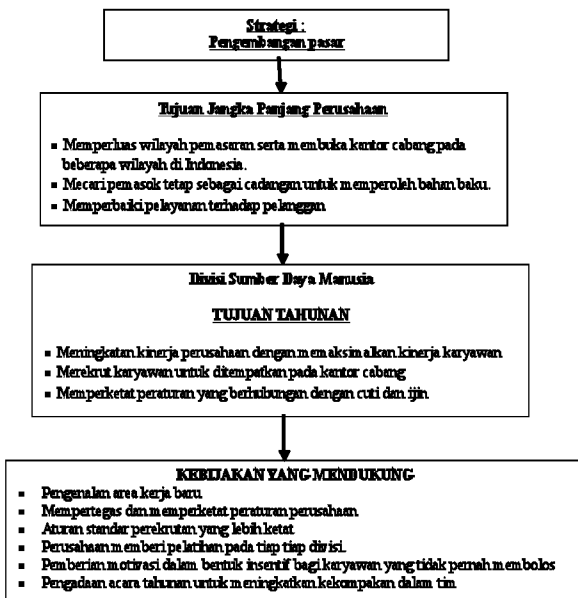 Strategi :
Pengembangan pasar
Tujuan Jangka Panjang Perusahaan
▪ Memperluas wilayah pemasaran serta membuka kantor cabang pada
beberapa wilayah di Indonesia.
▪ Mecari pemasok tetap sebagai cadangan untuk memperoleh bahan baku.
▪ Memperbaiki pelayanan terhadap pelanggan
Divisi Sumber Daya Manusia
TUJUAN TAHUNAN
▪ Meningkatan kinerja perusahaan dengan memaksimalkan kinerja karyawan
▪ Merekrut karyawan untuk ditempatkan pada kantor cabang
▪ Memperketat peraturan yang berhubungan dengan cuti dan ijin
KEBIJAKAN YANG MENDUKUNG
▪ Pengenalan area kerja baru
▪ Mempertegas dan memperketat peraturan perusahaan
▪ Aturan standar perekrutan yang lebih ketat
▪ Perusahaan memberi pelatihan pada tiap tiap divisi.
▪ Pemberian motivasi dalam bentuk insentif bagi karyawan yang tidak pernah membolos
▪ Pengadaan acara tahunan untuk meningkatkan kekompakan dalam tim